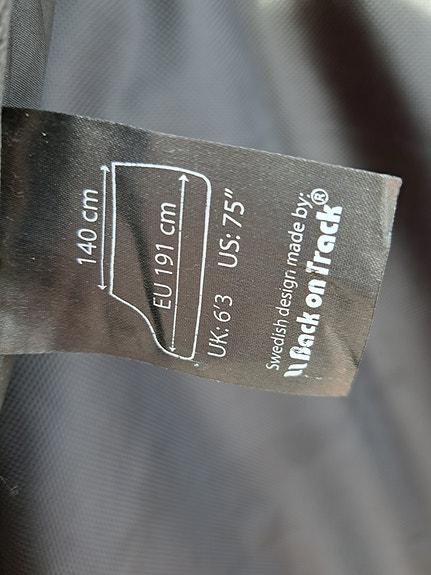 140 cm
EU 191 cm
UK: 6'3 US: 75"
Swedish design made by:
Back on Track®